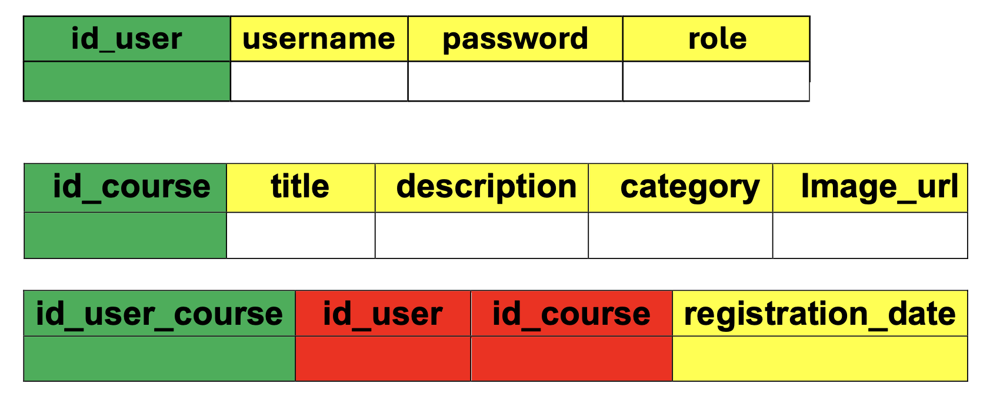 id_user username password role
id_course title description category Image_url
id_user_course id_user id_course registration_date